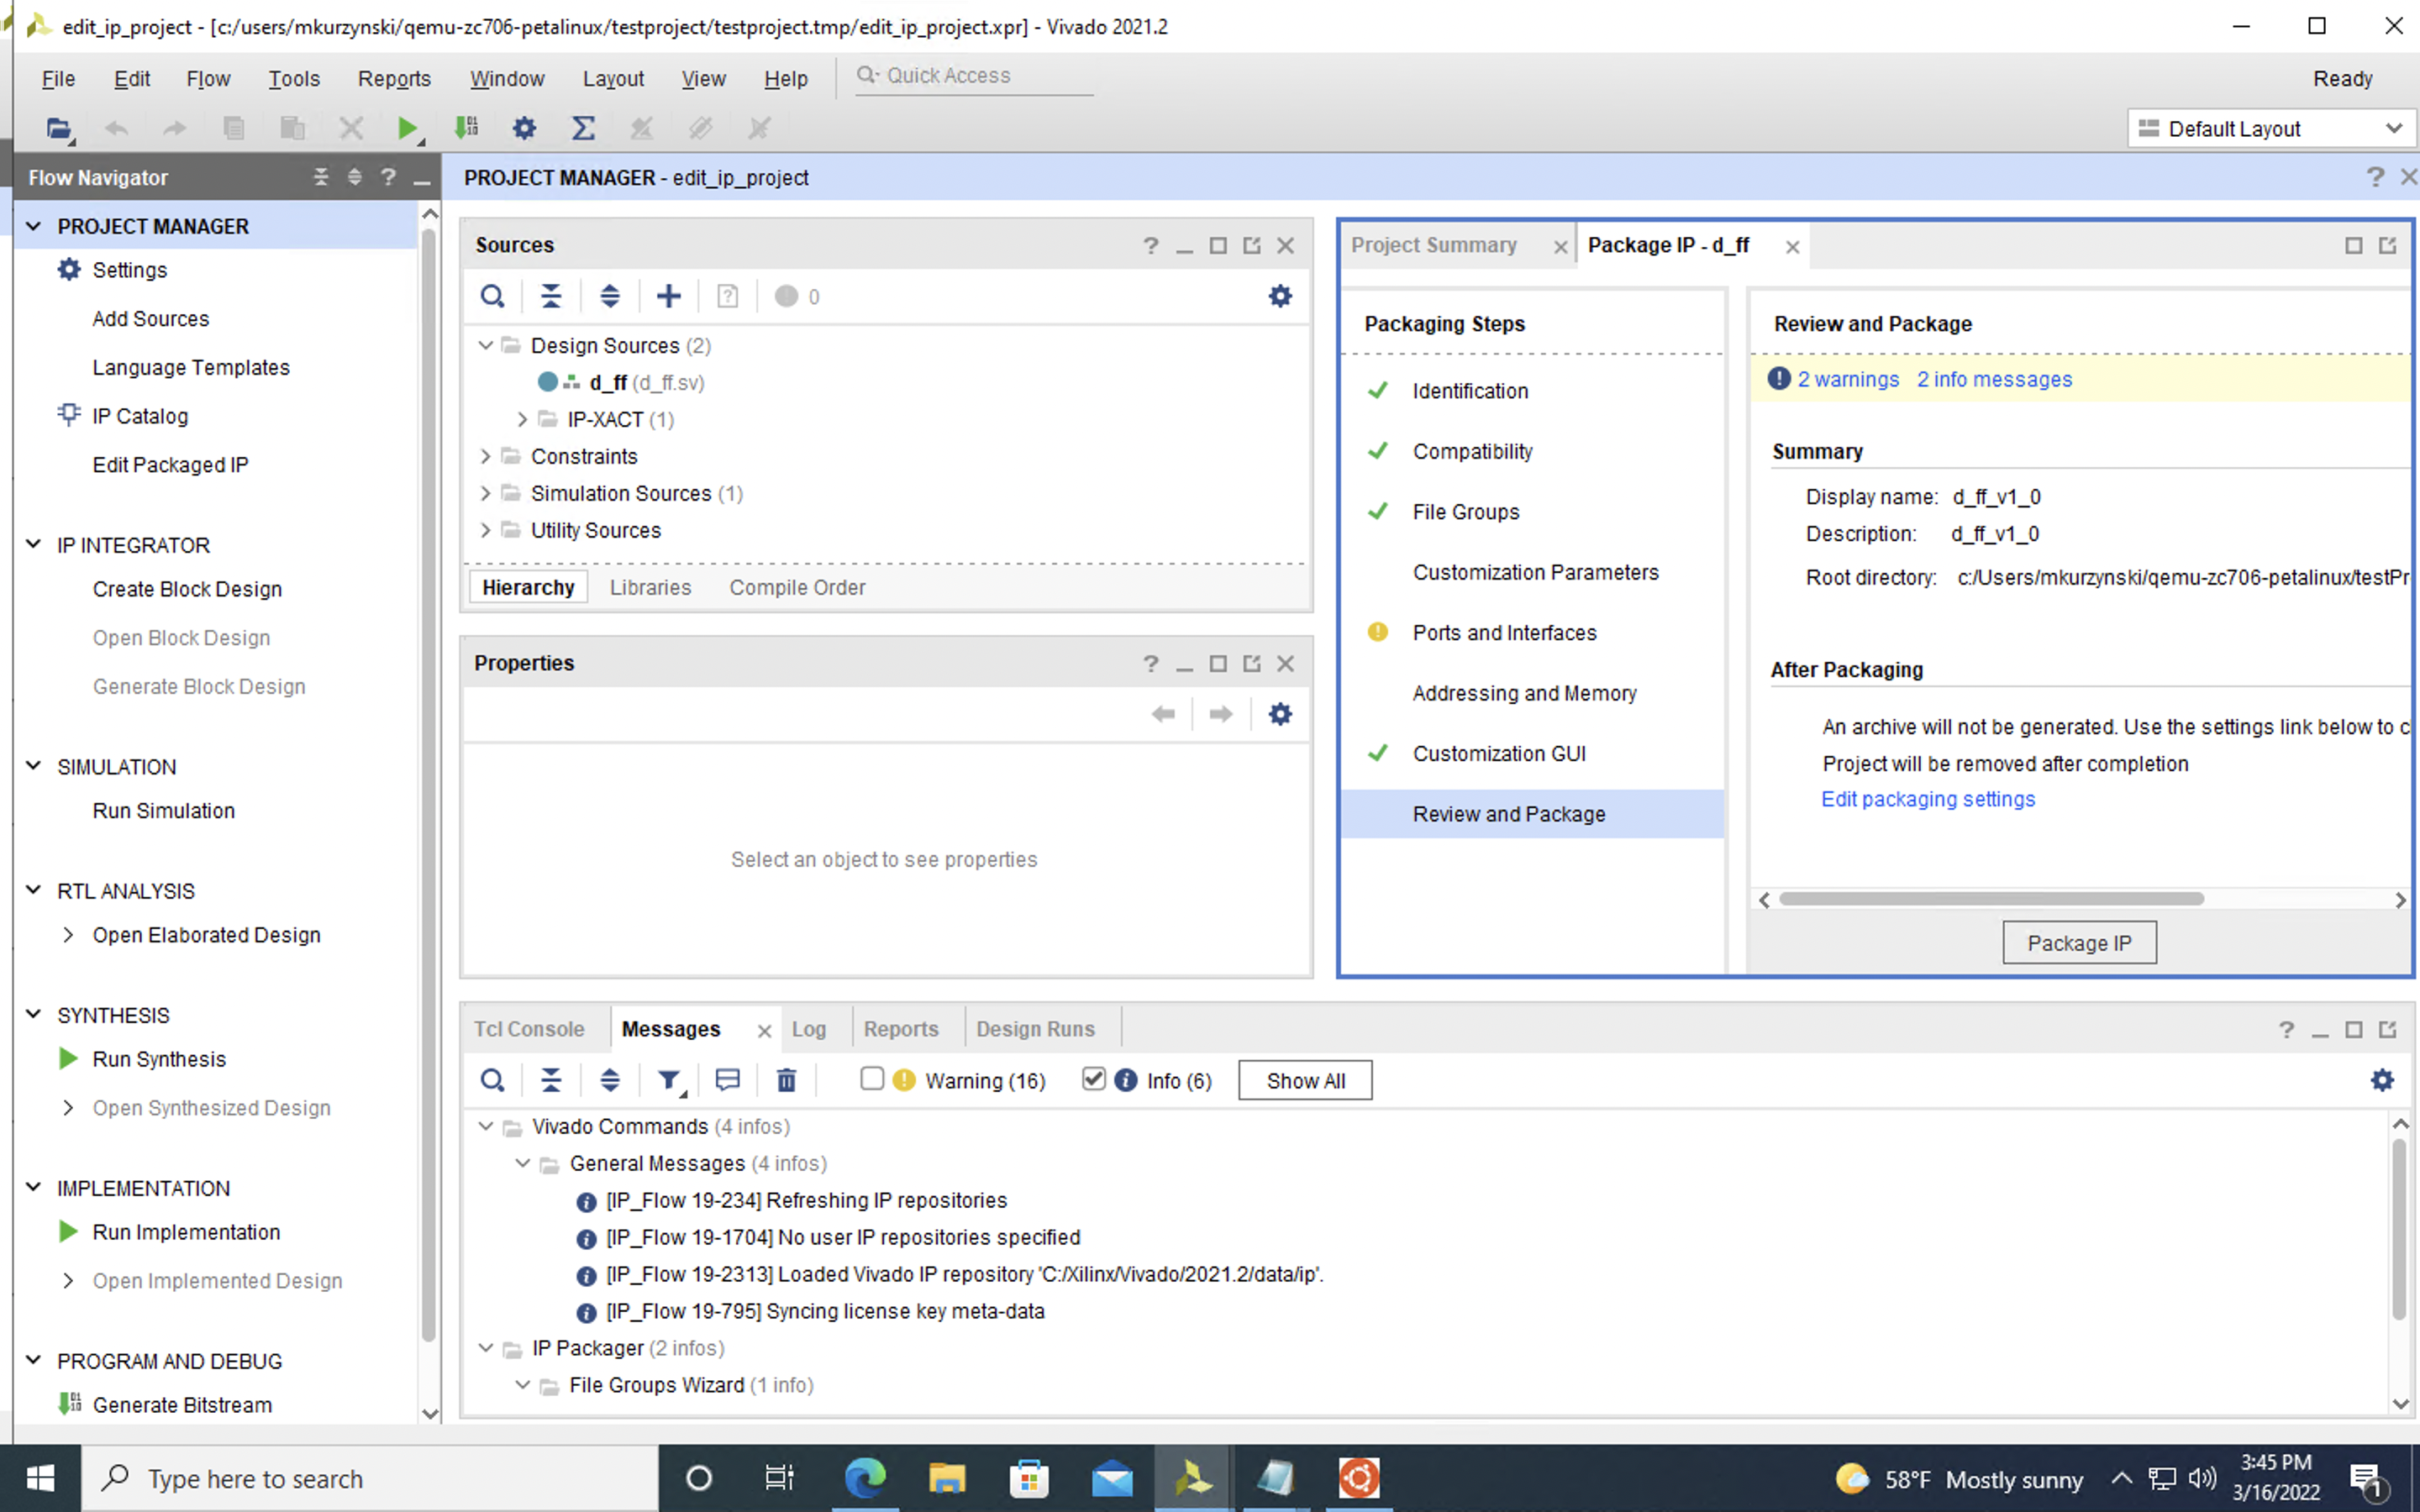 edit_ip_project - [c:/users/mkurzynski/qemu-zc706-petalinux/testproject/testproject.tmp/edit_ip_project.xpr] - Vivado 2021.2
File Edit Flow Tools Reports Window Layout View Help Quick Access Ready
Default Layout
Flow Navigator
PROJECT MANAGER
Settings
Add Sources
Language Templates
IP Catalog
Edit Packaged IP
IP INTEGRATOR
Create Block Design
Open Block Design
Generate Block Design
SIMULATION
Run Simulation
RTL ANALYSIS
Open Elaborated Design
SYNTHESIS
Run Synthesis
Open Synthesized Design
IMPLEMENTATION
Run Implementation
Open Implemented Design
PROGRAM AND DEBUG
Generate Bitstream
PROJECT MANAGER - edit_ip_project
Sources
0
Design Sources (2)
d_ff (d_ff.sv)
IP-XACT (1)
Constraints
Simulation Sources (1)
Utility Sources
Hierarchy Libraries Compile Order
Properties
Select an object to see properties
Project Summary Package IP - d_ff
Packaging Steps
Identification
Compatibility
File Groups
Customization Parameters
Ports and Interfaces
Addressing and Memory
Customization GUI
Review and Package
Review and Package
2 warnings 2 info messages
Summary
Display name: d_ff_v1_0
Description: d_ff_v1_0
Root directory: c:/Users/mkurzynski/qemu-zc706-petalinux/testPr
After Packaging
An archive will not be generated. Use the settings link below to c
Project will be removed after completion
Edit packaging settings
Package IP
Tcl Console Messages Log Reports Design Runs
Warning (16) Info (6) Show All
Vivado Commands (4 infos)
General Messages (4 infos)
[IP_Flow 19-234] Refreshing IP repositories
[IP_Flow 19-1704] No user IP repositories specified
[IP_Flow 19-2313] Loaded Vivado IP repository 'C:/Xilinx/Vivado/2021.2/data/ip'.
[IP_Flow 19-795] Syncing license key meta-data
IP Packager (2 infos)
File Groups Wizard (1 info)
Type here to search
58°F Mostly sunny
3:45 PM
3/16/2022
1